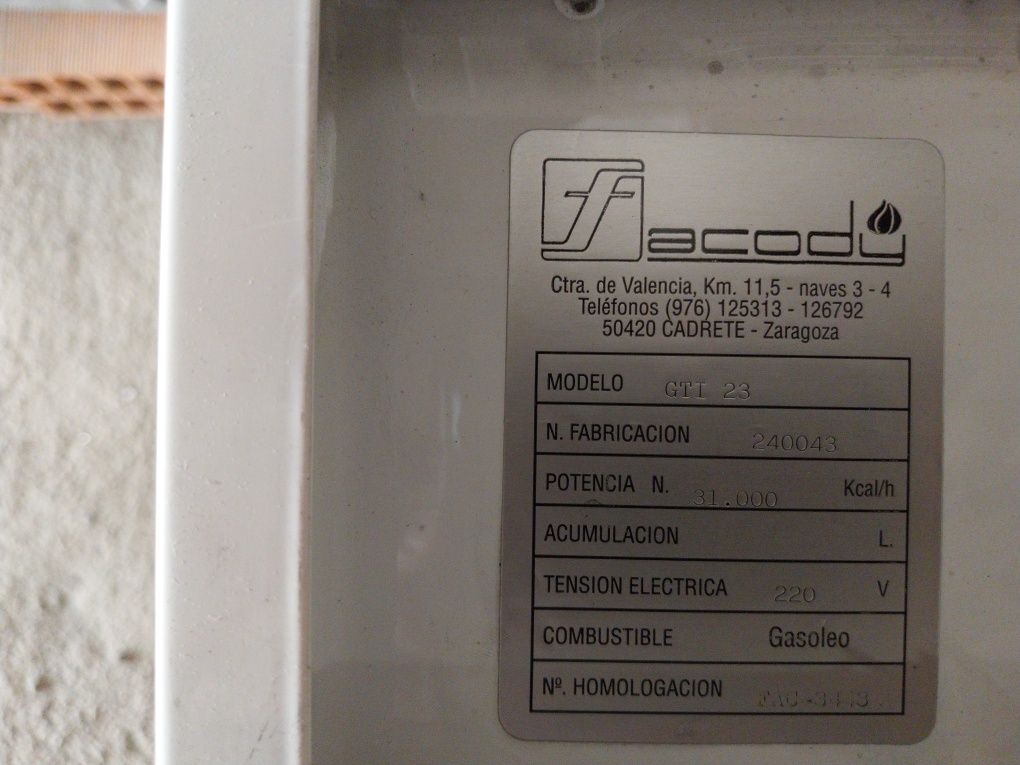 facody
Ctra. de Valencia, Km. 11,5 - naves 3 - 4
Teléfonos (976) 125313 - 126792
50420 CADRETE - Zaragoza
MODELO GTI 23
N. FABRICACION 240043
POTENCIA N. 31.000 Kcal/h
ACUMULACION L.
TENSION ELECTRICA 220 V
COMBUSTIBLE Gasoleo
Nº. HOMOLOGACION